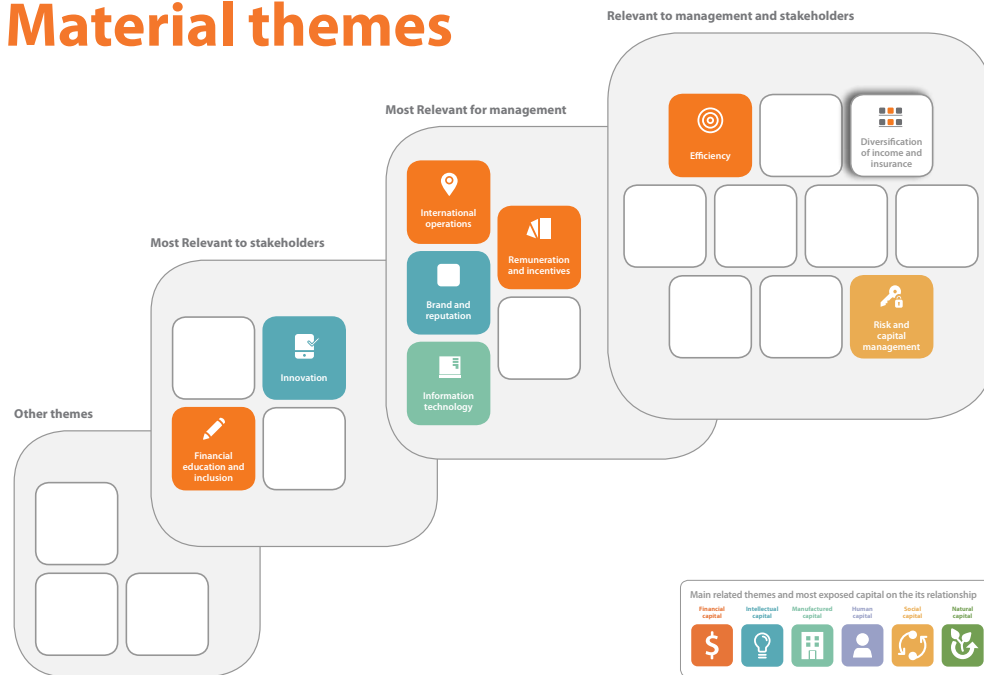 Material themes
Relevant to management and stakeholders
Efficiency
Diversification
of income and
insurance
Risk and
capital
management
Most Relevant for management
International
operations
Remuneration
and incentives
Brand and
reputation
Information
technology
Most Relevant to stakeholders
Innovation
Financial
education and
inclusion
Other themes
Main related themes and most exposed capital on the its relationship
Financial
capital
Intellectual
capital
Manufactured
capital
Human
capital
Social
capital
Natural
capital
$